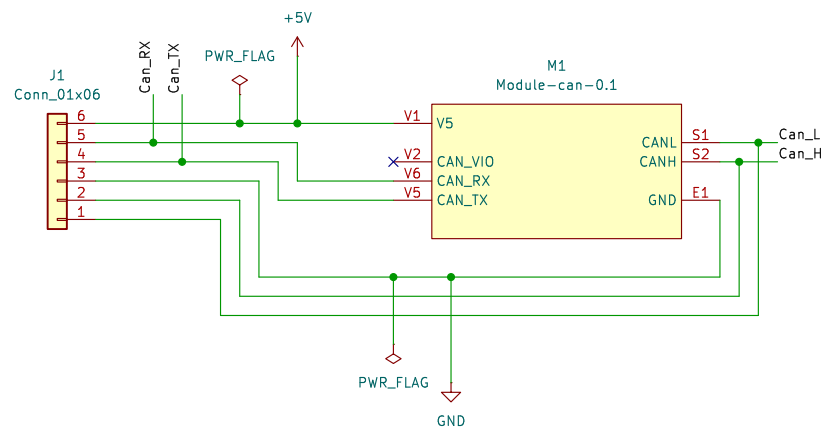 +5V
Can_RX
Can_TX
PWR_FLAG
J1
Conn_01x06
M1
Module-can-0.1
6
5
4
3
2
1
V1
V5
V2
CAN_VIO
V6
CAN_RX
V5
CAN_TX
CANL
S1
CANH
S2
GND
E1
Can_L
Can_H
PWR_FLAG
GND